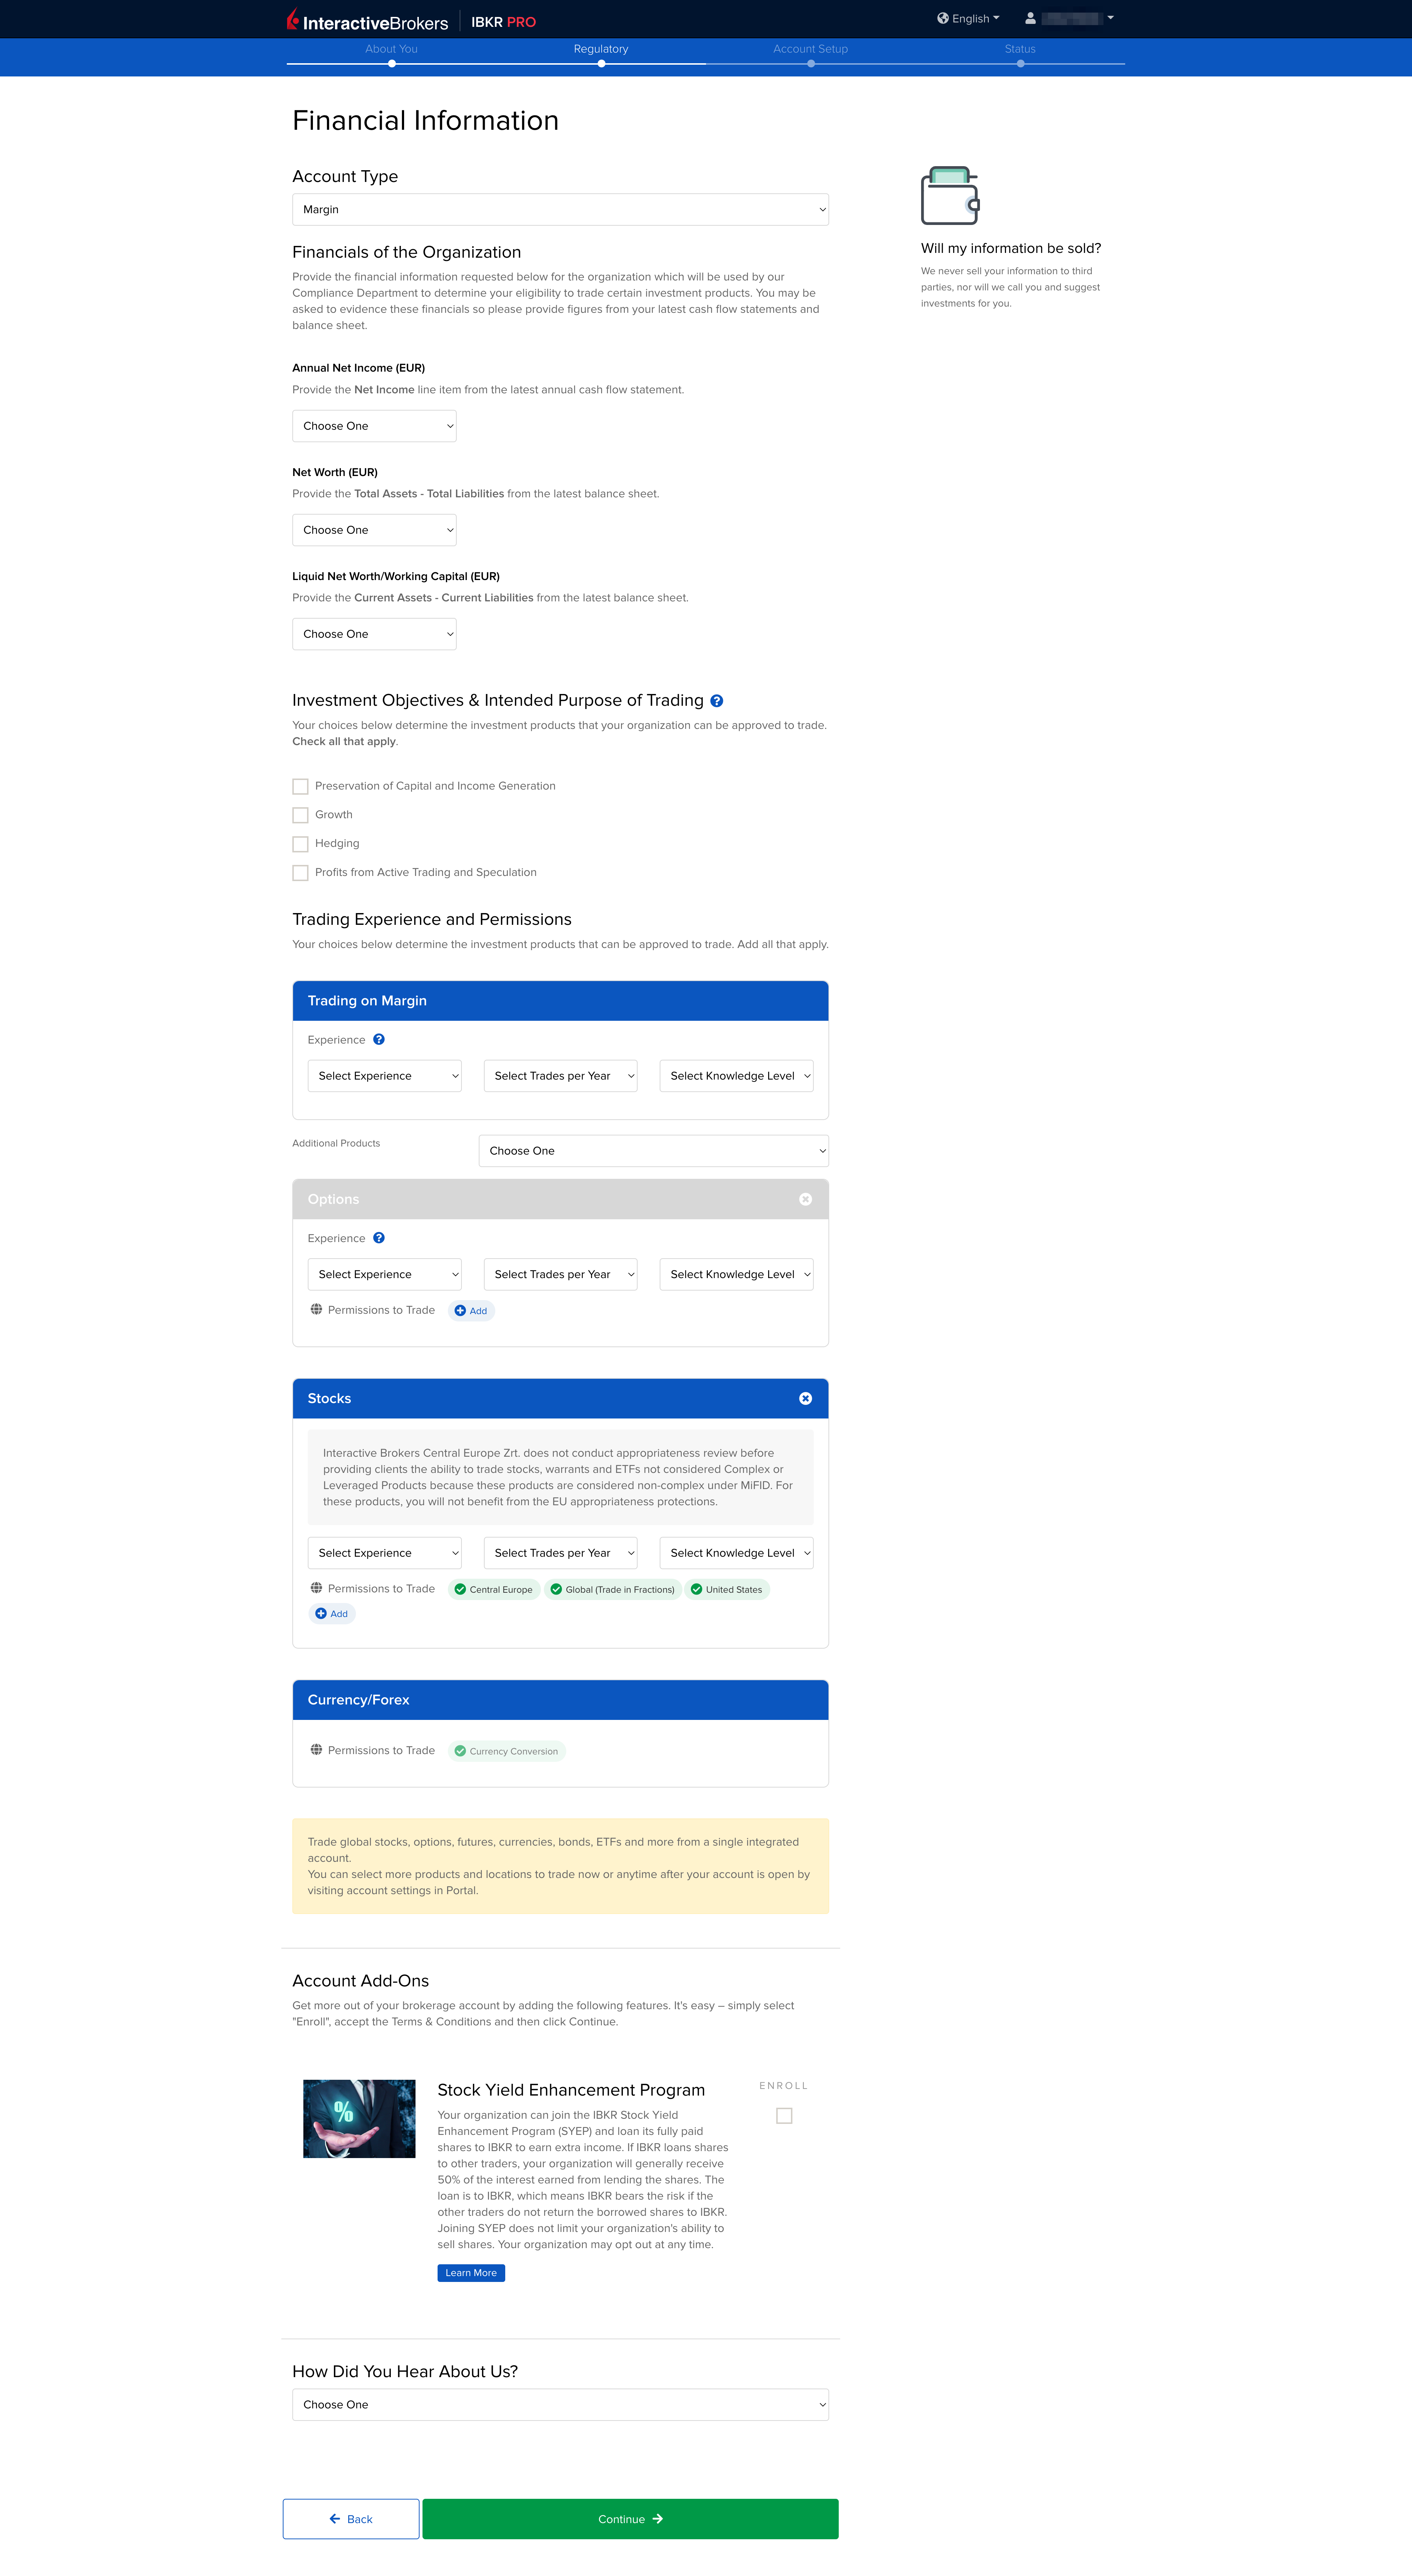 InteractiveBrokers IBKR PRO
English
About You Regulatory Account Setup Status
Financial Information
Account Type
Margin
Financials of the Organization
Provide the financial information requested below for the organization which will be used by our
Compliance Department to determine your eligibility to trade certain investment products. You may be
asked to evidence these financials so please provide figures from your latest cash flow statements and
balance sheet.
Will my information be sold?
We never sell your information to third
parties, nor will we call you and suggest
investments for you.
Annual Net Income (EUR)
Provide the Net Income line item from the latest annual cash flow statement.
Choose One
Net Worth (EUR)
Provide the Total Assets - Total Liabilities from the latest balance sheet.
Choose One
Liquid Net Worth/Working Capital (EUR)
Provide the Current Assets - Current Liabilities from the latest balance sheet.
Choose One
Investment Objectives & Intended Purpose of Trading ?
Your choices below determine the investment products that your organization can be approved to trade.
Check all that apply.
Preservation of Capital and Income Generation
Growth
Hedging
Profits from Active Trading and Speculation
Trading Experience and Permissions
Your choices below determine the investment products that can be approved to trade. Add all that apply.
Trading on Margin
Experience ?
Select Experience Select Trades per Year Select Knowledge Level
Additional Products Choose One
Options
Experience ?
Select Experience Select Trades per Year Select Knowledge Level
Permissions to Trade Add
Stocks
Interactive Brokers Central Europe Zrt. does not conduct appropriateness review before
providing clients the ability to trade stocks, warrants and ETFs not considered Complex or
Leveraged Products because these products are considered non-complex under MiFID. For
these products, you will not benefit from the EU appropriateness protections.
Select Experience Select Trades per Year Select Knowledge Level
Permissions to Trade Central Europe Global (Trade in Fractions) United States
Add
Currency/Forex
Permissions to Trade Currency Conversion
Trade global stocks, options, futures, currencies, bonds, ETFs and more from a single integrated
account.
You can select more products and locations to trade now or anytime after your account is open by
visiting account settings in Portal.
Account Add-Ons
Get more out of your brokerage account by adding the following features. It's easy – simply select
"Enroll", accept the Terms & Conditions and then click Continue.
%
Stock Yield Enhancement Program
ENROLL
Your organization can join the IBKR Stock Yield
Enhancement Program (SYEP) and loan its fully paid
shares to IBKR to earn extra income. If IBKR loans shares
to other traders, your organization will generally receive
50% of the interest earned from lending the shares. The
loan is to IBKR, which means IBKR bears the risk if the
other traders do not return the borrowed shares to IBKR.
Joining SYEP does not limit your organization's ability to
sell shares. Your organization may opt out at any time.
Learn More
How Did You Hear About Us?
Choose One
Back Continue